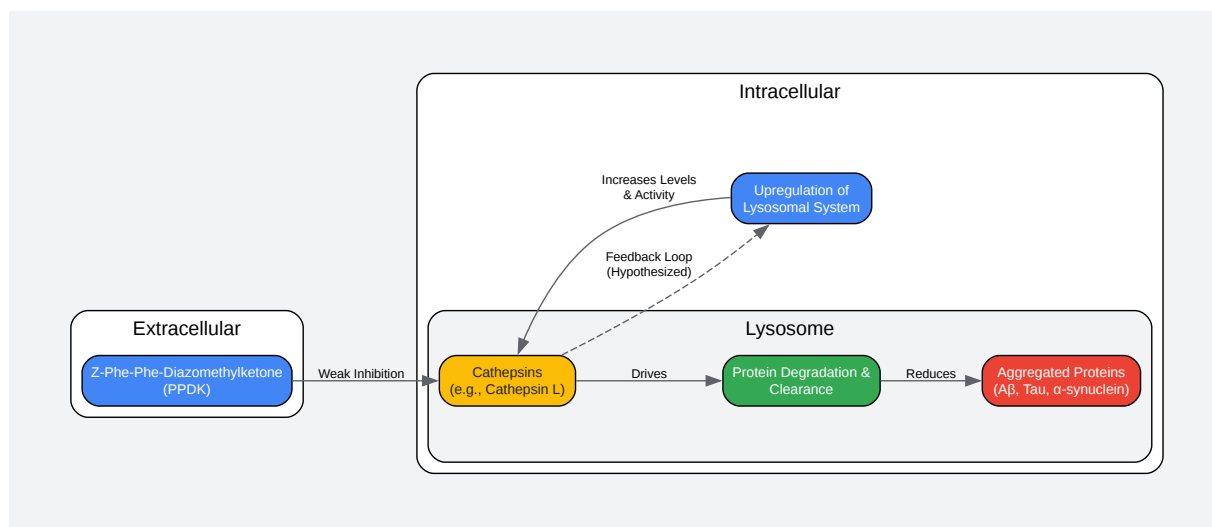 Intracellular
Increases Levels
& Activity
Upregulation of
Lysosomal System
Feedback Loop
(Hypothesized)
Extracellular
Lysosome
Z-Phe-Phe-Diazomethylketone
(PPDK)
Weak Inhibition
Cathepsins
(e.g., Cathepsin L)
Drives
Protein Degradation &
Clearance
Reduces
Aggregated Proteins
(Aβ, Tau, α-synuclein)